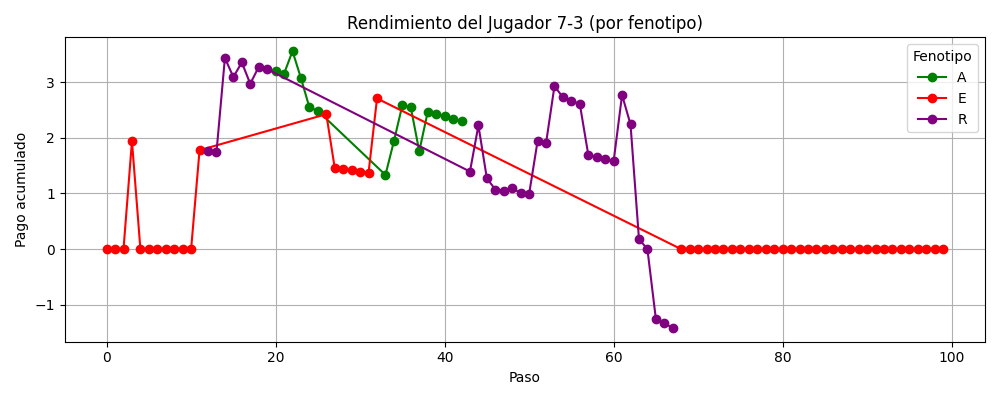 Rendimiento del Jugador 7-3 (por fenotipo)
Pago acumulado
3
2
1
0
−1
Fenotipo
A
E
R
0 20 40 60 80 100
Paso